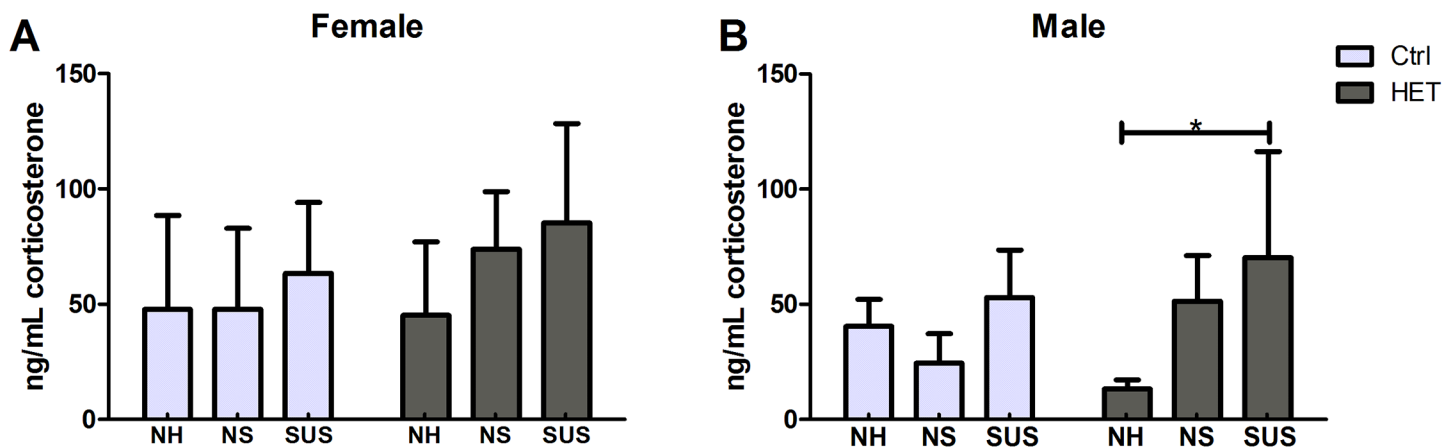 A
Female
ng/mL corticosterone
150
100
50
0
NH NS SUS NH NS SUS
B
Male
ng/mL corticosterone
150
100
50
0
*
NH NS SUS NH NS SUS
Ctrl
HET